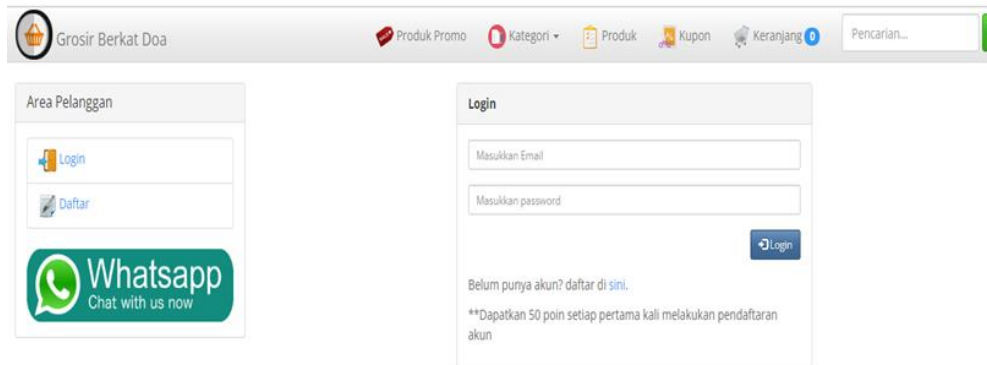 Grosir Berkat Doa
Produk Promo
Kategori
Produk
Kupon
Keranjang 0
Pencarian...
Area Pelanggan
Login
Daftar
Whatsapp
Chat with us now
Login
Masukkan Email
Masukkan password
Login
Belum punya akun? daftar di sini.
**Dapatkan 50 poin setiap pertama kali melakukan pendaftaran
akun